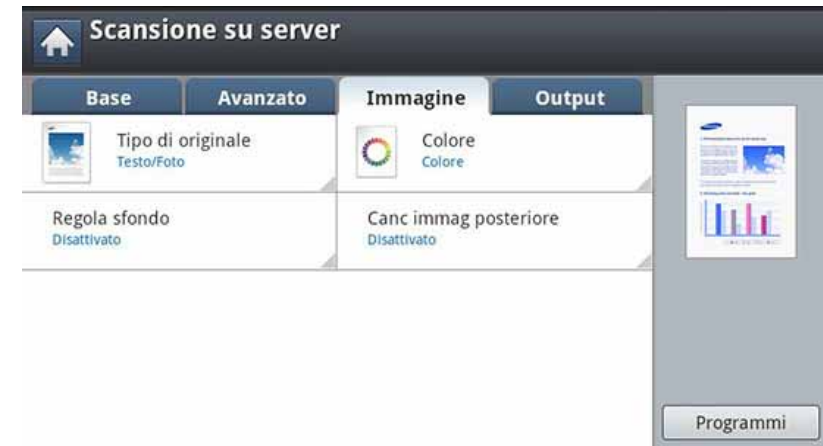 Scansione su server
Base
Avanzato
Immagine
Output
Tipo di originale
Testo/Foto
Colore
Colore
Regola sfondo
Disattivato
Canc immag posteriore
Disattivato
Programmi